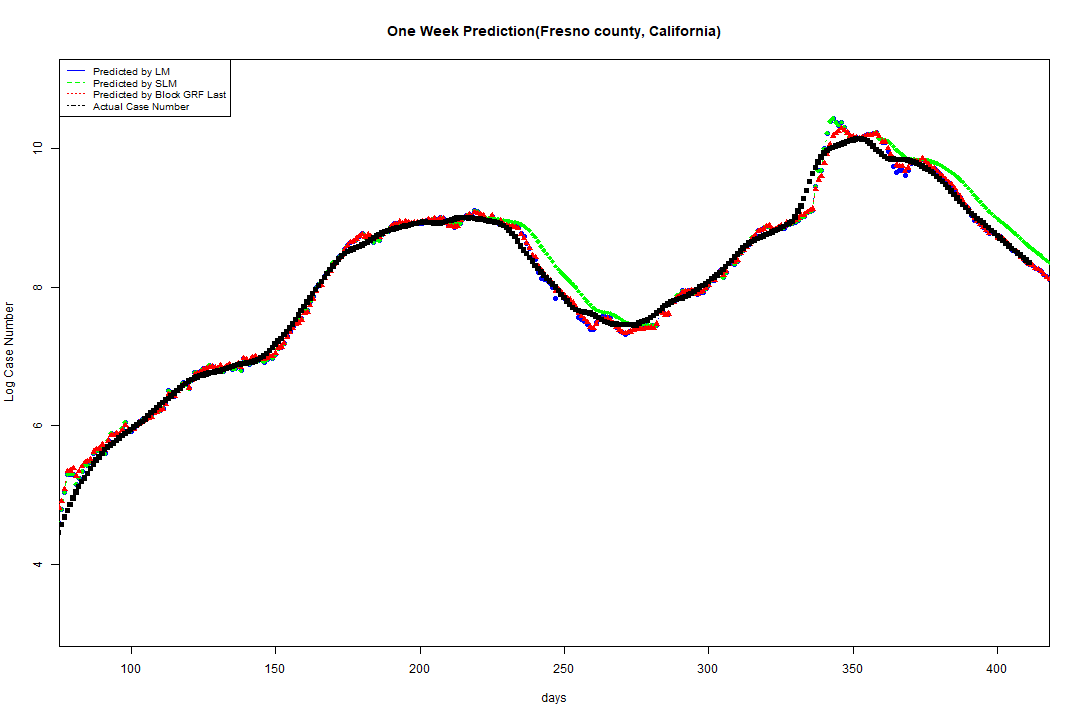 One Week Prediction(Fresno county, California)
Predicted by LM
Predicted by SLM
Predicted by Block GRF Last
Actual Case Number
10
8
6
4
Log Case Number
100 150 200 250 300 350 400
days